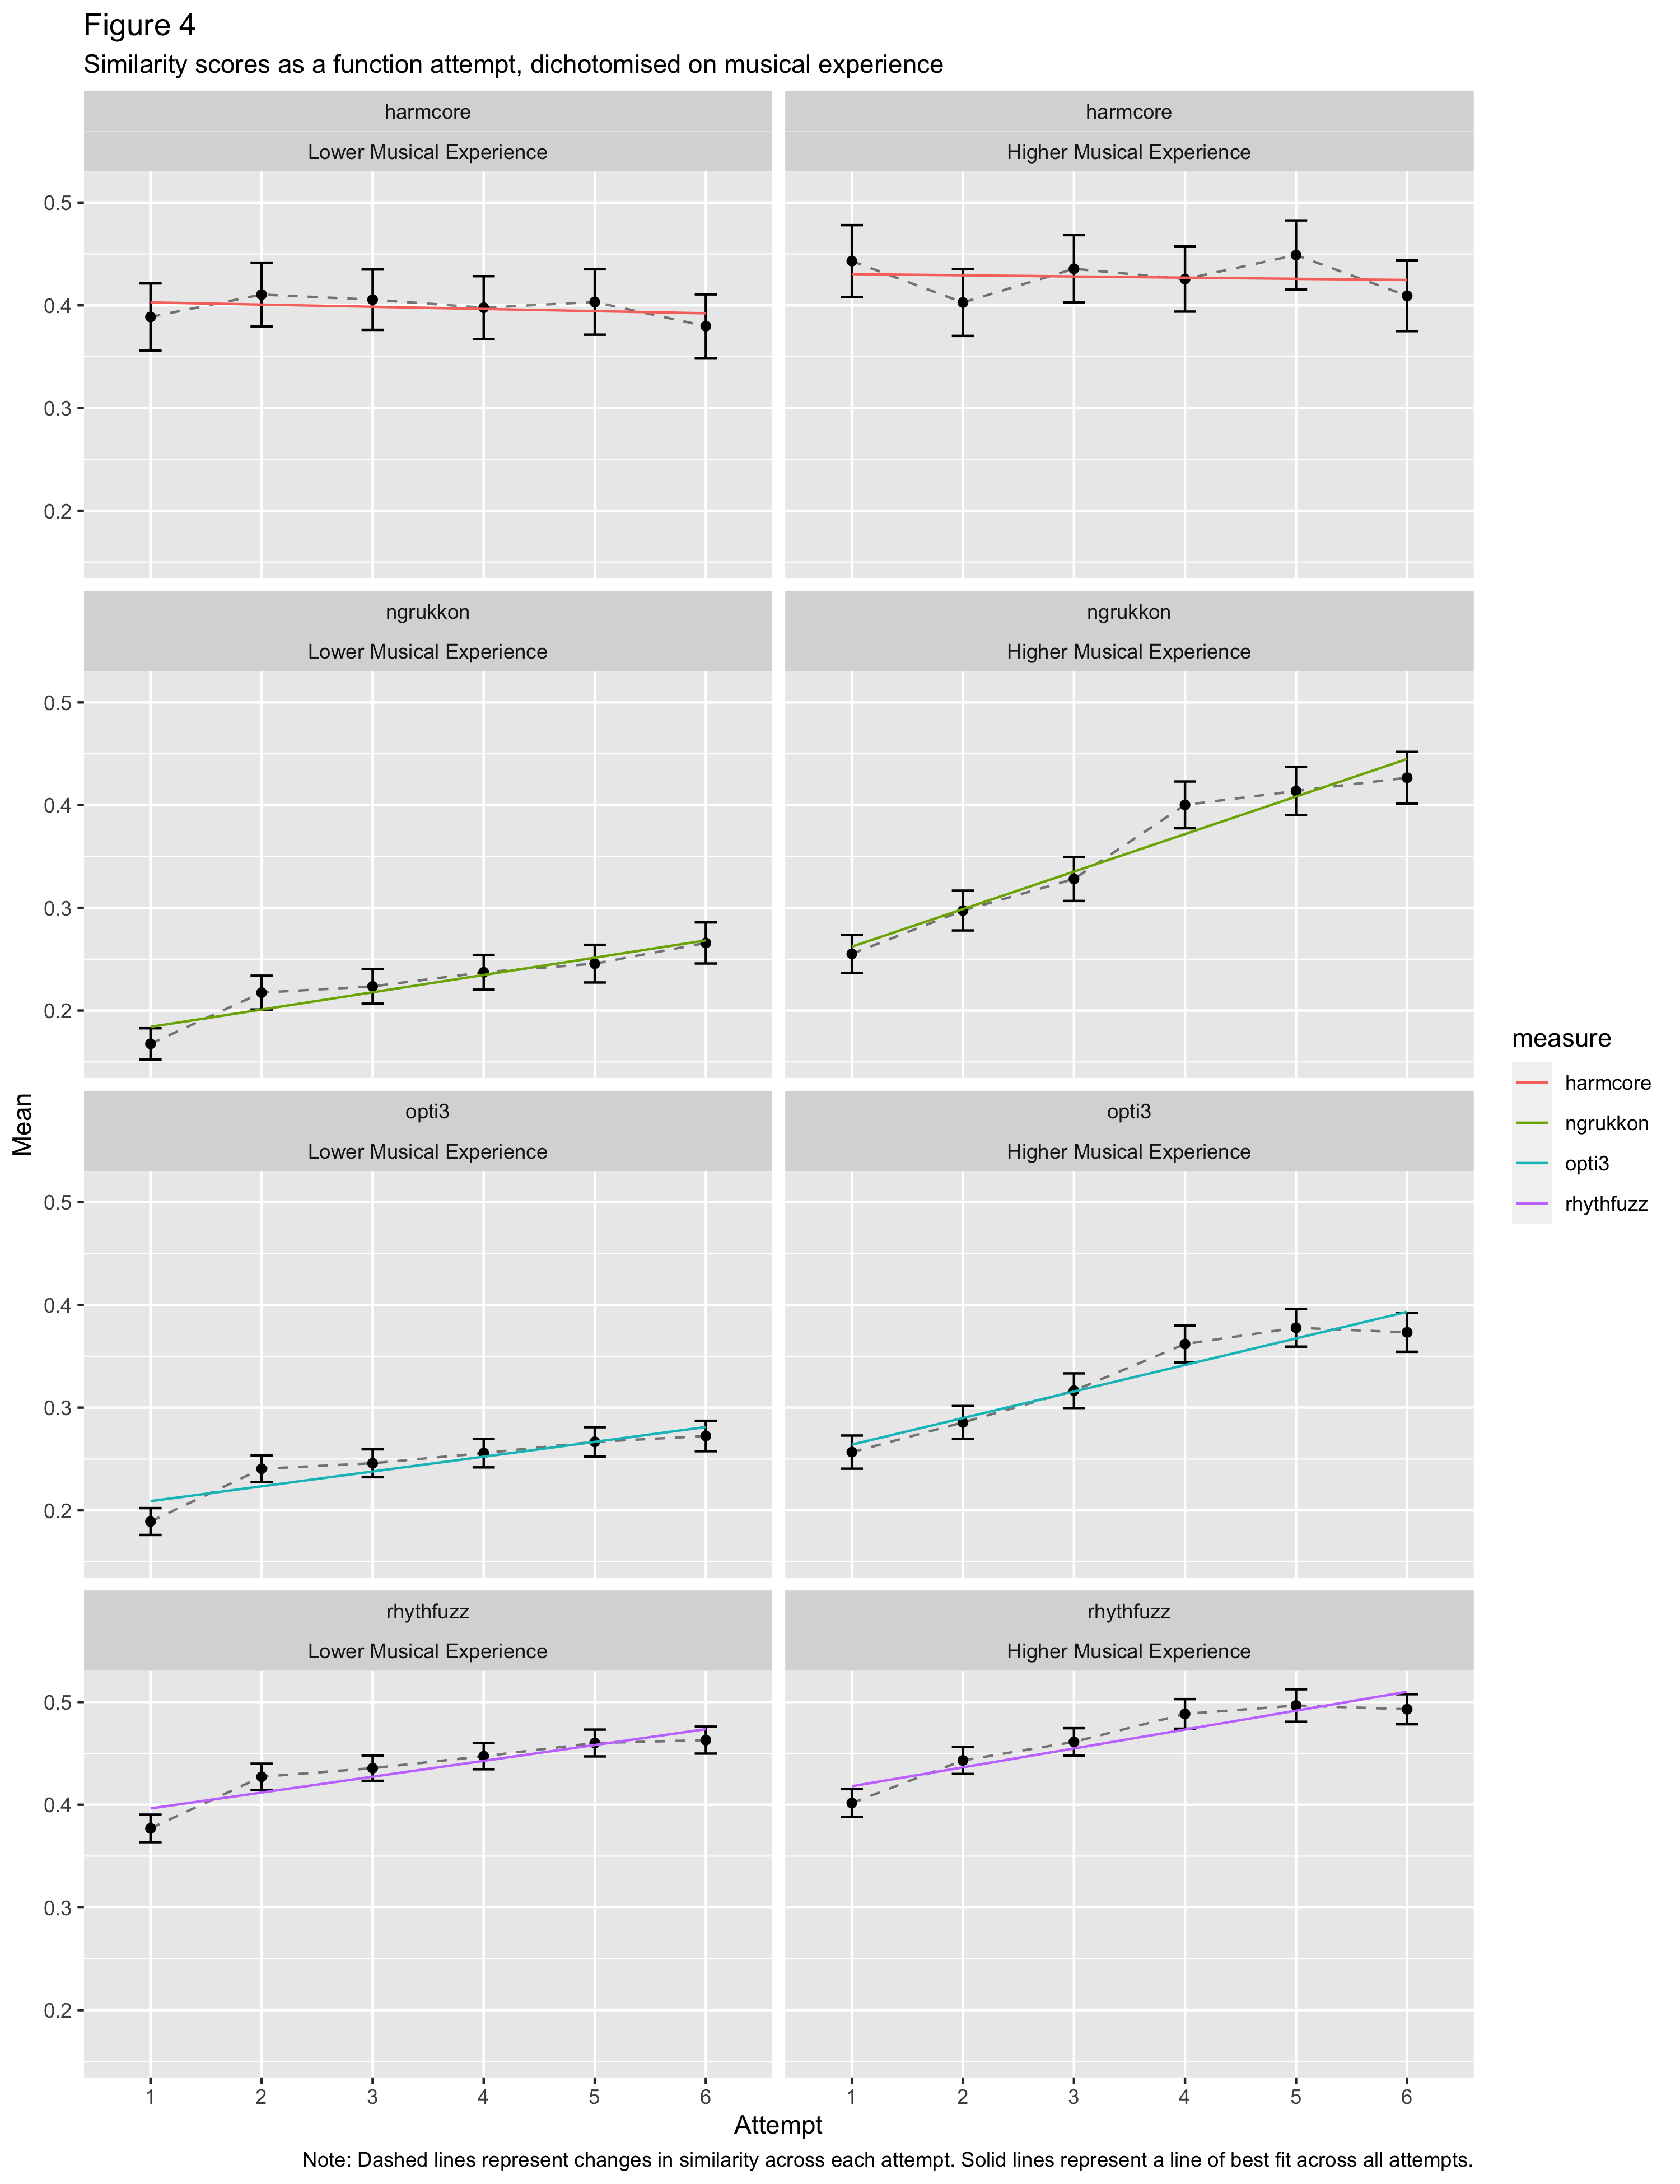 Figure 4
Similarity scores as a function attempt, dichotomised on musical experience
harmcore
Lower Musical Experience
harmcore
Higher Musical Experience
0.5
0.4
0.3
0.2
ngrukkon
Lower Musical Experience
ngrukkon
Higher Musical Experience
0.5
0.4
0.3
0.2
opti3
Lower Musical Experience
opti3
Higher Musical Experience
0.5
0.4
0.3
0.2
rhythfuzz
Lower Musical Experience
rhythfuzz
Higher Musical Experience
0.5
0.4
0.3
0.2
1 2 3 4 5 6
1 2 3 4 5 6
Mean
Attempt
measure
harmcore
ngrukkon
opti3
rhythfuzz
Note: Dashed lines represent changes in similarity across each attempt. Solid lines represent a line of best fit across all attempts.